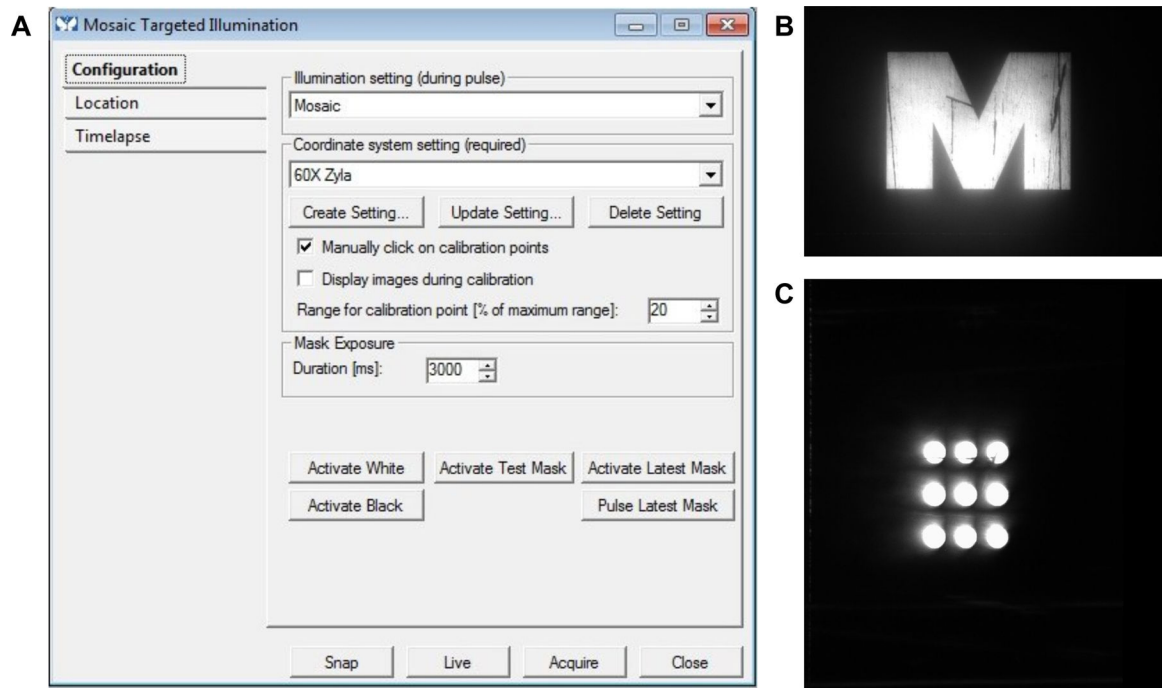 A
Mosaic Targeted Illumination
Configuration
Location
Timelapse
Illumination setting (during pulse)
Mosaic
Coordinate system setting (required)
60X Zyla
Create Setting... Update Setting... Delete Setting
Manually click on calibration points
Display images during calibration
Range for calibration point [% of maximum range]: 20
Mask Exposure
Duration [ms]: 3000
Activate White Activate Test Mask Activate Latest Mask
Activate Black Pulse Latest Mask
Snap Live Acquire Close
B
M
C